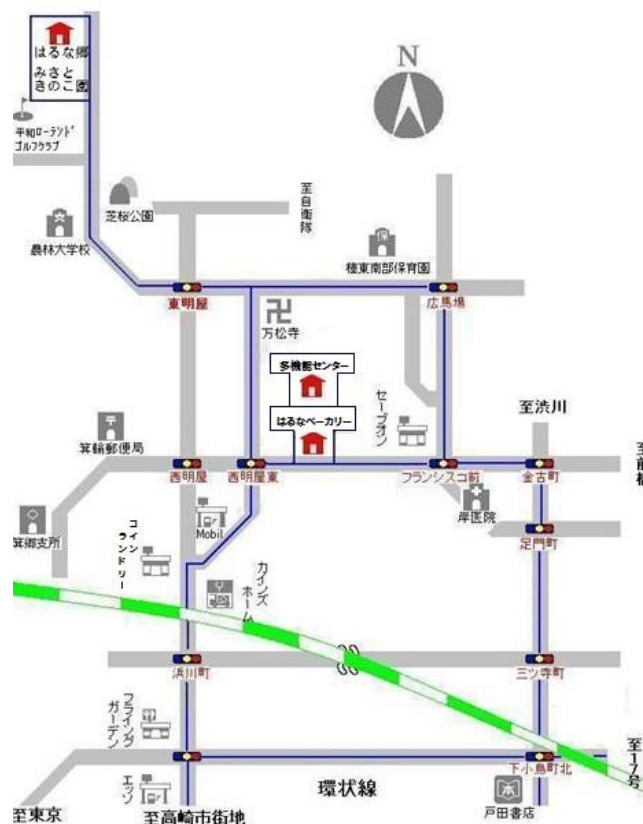 はるな郷
みさと
きのこ園
N
平和ローランド
ゴルフクラブ
芝桜公園
至自衛隊
農林大学校
棟東南部保育園
東明屋
広馬場
万松寺
多機能センター
セーブオン
はるなベーカリー
至渋川
箕輪郵便局
至前橋
西明屋
西明屋東
フランシスコ前
金古町
岸医院
箕郷支所
Mobil
コイン
ランドリー
足門町
カインズ
ホーム
浜川町
三ツ寺町
フライング
ガーデン
至17号
下小鳥町北
エッソ
環状線
戸田書店
至東京
至高崎市街地